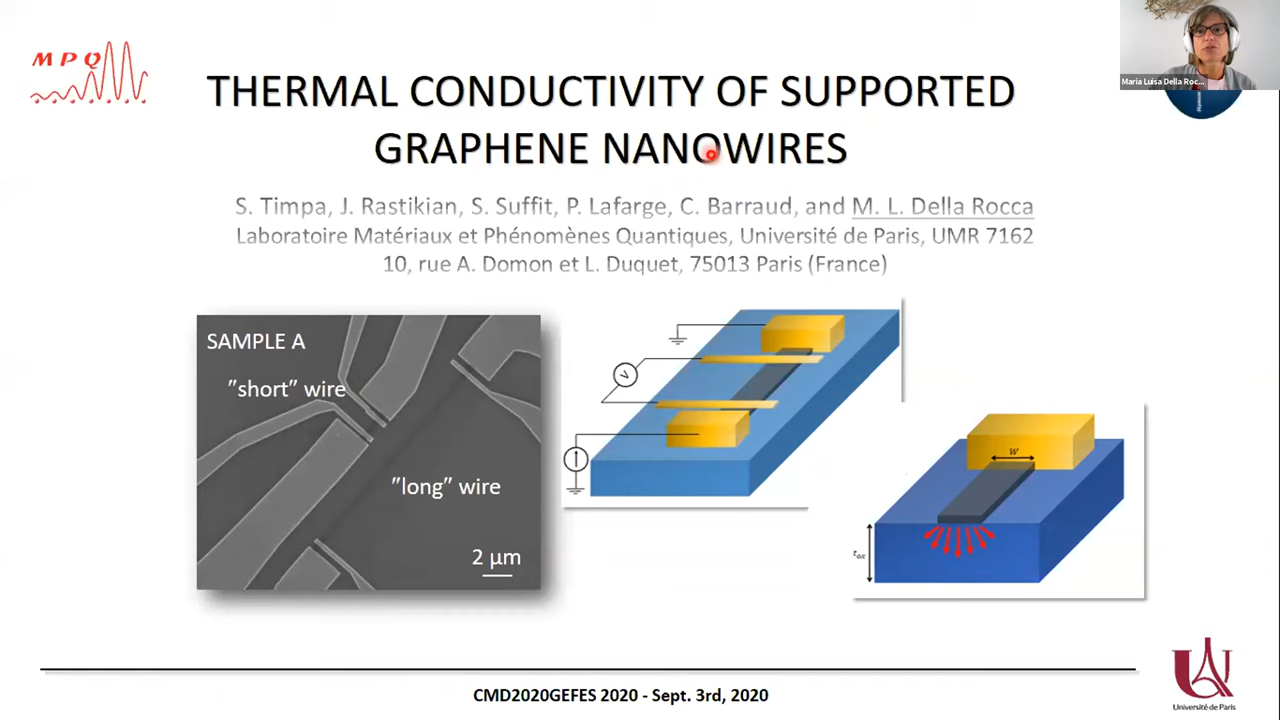 MPQ
Maria Luisa Della Roc...
THERMAL CONDUCTIVITY OF SUPPORTED
GRAPHENE NANOWIRES
S. Timpa, J. Rastikian, S. Suffit, P. Lafarge, C. Barraud, and M. L. Della Rocca
Laboratoire Matériaux et Phénomènes Quantiques, Université de Paris, UMR 7162
10, rue A. Domon et L. Duquet, 75013 Paris (France)
SAMPLE A
”short” wire
”long” wire
2 μm
V
W
CMD2020GEFES 2020 - Sept. 3rd, 2020
Université de Paris